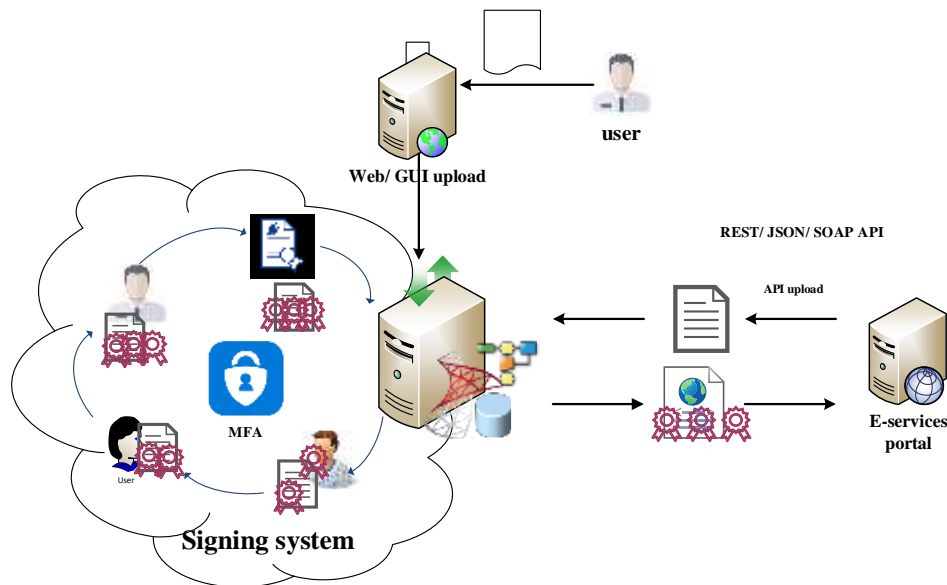 user
Web/ GUI upload
REST/ JSON/ SOAP API
API upload
MFA
E-services
portal
User
Signing system